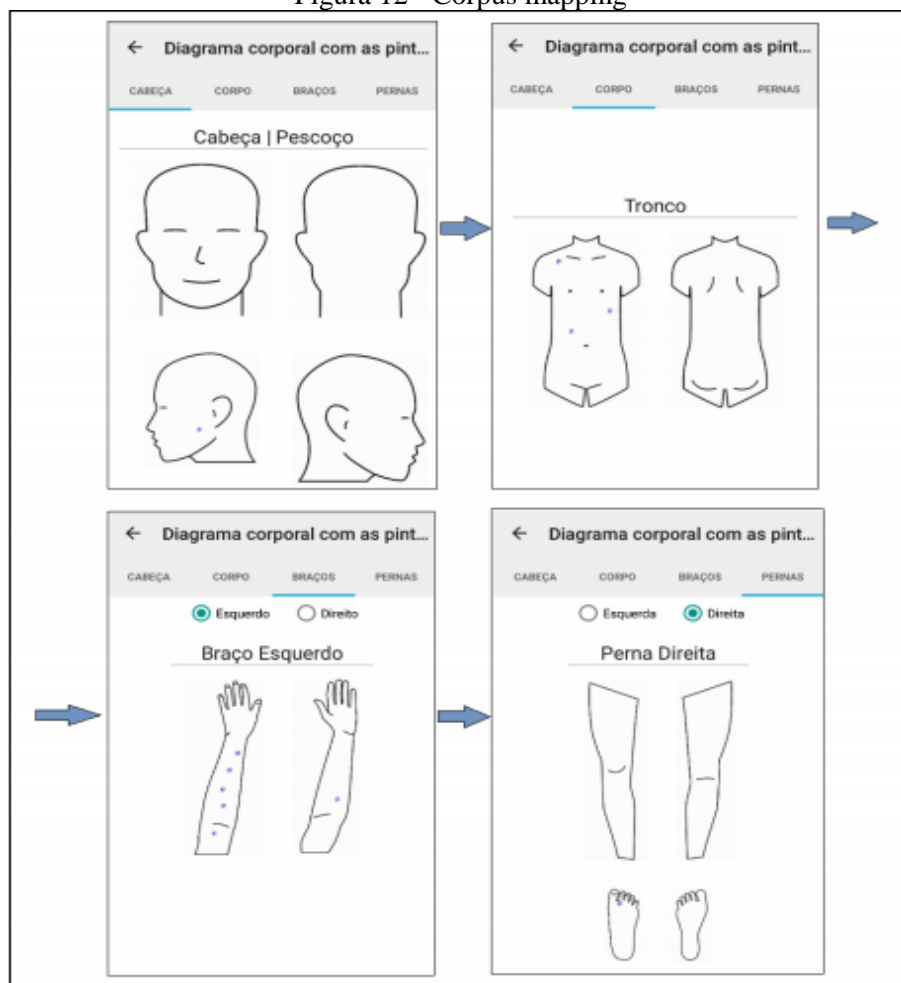 Figura 12 - Corpus mapping
← Diagrama corporal com as pint...
CABEÇA CORPO BRAÇOS PERNAS
Cabeça | Pescoço
← Diagrama corporal com as pint...
CABEÇA CORPO BRAÇOS PERNAS
Tronco
← Diagrama corporal com as pint...
CABEÇA CORPO BRAÇOS PERNAS
Esquerdo Direito
Braço Esquerdo
← Diagrama corporal com as pint...
CABEÇA CORPO BRAÇOS PERNAS
Esquerda Direita
Perna Direita